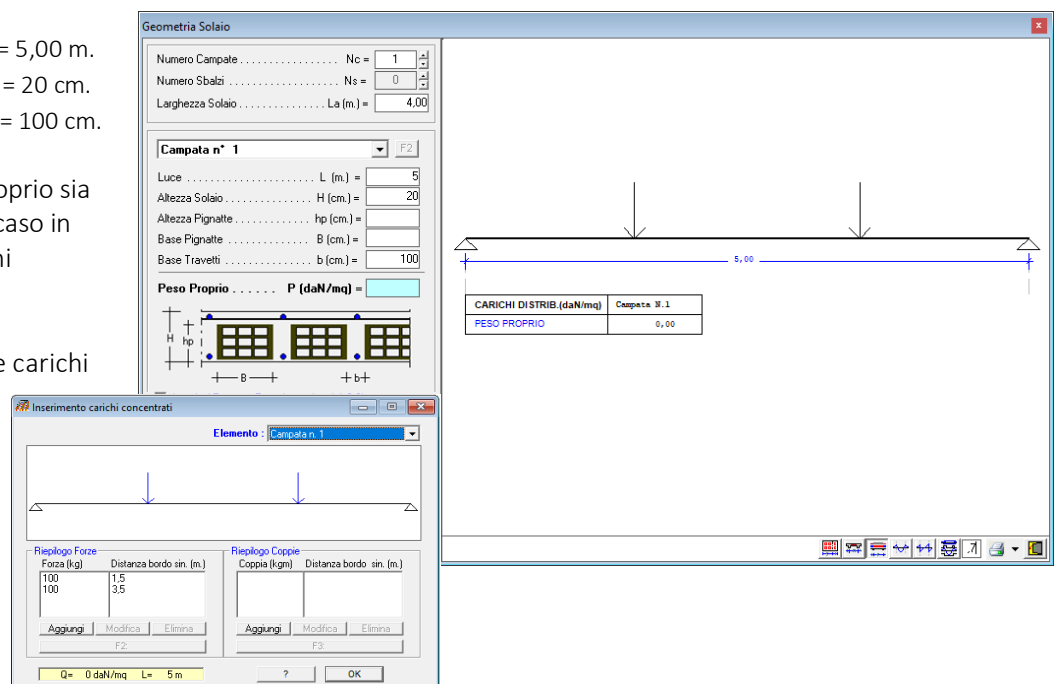 = 5,00 m.
= 20 cm.
= 100 cm.
oprio sia
caso in
ni
e carichi
Geometria Solaio
Numero Campate . . . . . . . . . . . . . . . . . Nc = 1
Numero Sbalzi . . . . . . . . . . . . . . . . . . Ns = 0
Larghezza Solaio . . . . . . . . . . . . . . La (m.) = 4,00
Campata n° 1
F2
Luce . . . . . . . . . . . . . . . . . . . . . L (m.) = 5
Altezza Solaio . . . . . . . . . . . . . . H (cm.) = 20
Altezza Pignatte . . . . . . . . . . . . . hp (cm.) =
Base Pignatte . . . . . . . . . . . . . . B (cm.) =
Base Travetti . . . . . . . . . . . . . . . b (cm.) = 100
Peso Proprio . . . . . . P (daN/mq) =
H hp
B b
5,00
CARICHI DISTRIB.(daN/mq) Campata N.1
PESO PROPRIO 0,00
Inserimento carichi concentrati
Elemento : Campata n. 1
Riepilogo Forze
Forza (kg) Distanza bordo sin. (m.)
100 1,5
100 3,5
Aggiungi Modifica Elimina
F2:
Riepilogo Coppie
Coppia (kgm) Distanza bordo sin. (m.)
Aggiungi Modifica Elimina
F3:
Q= 0 daN/mq L= 5 m
?
OK